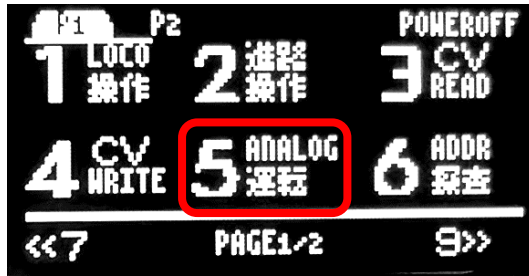 P1 P2 POWEROFF
1 LOCO 操作
2 進路 操作
3 CV READ
4 CV WRITE
5 ANALOG 運転
6 ADDR 探査
<<7 PAGE1/2 9>>